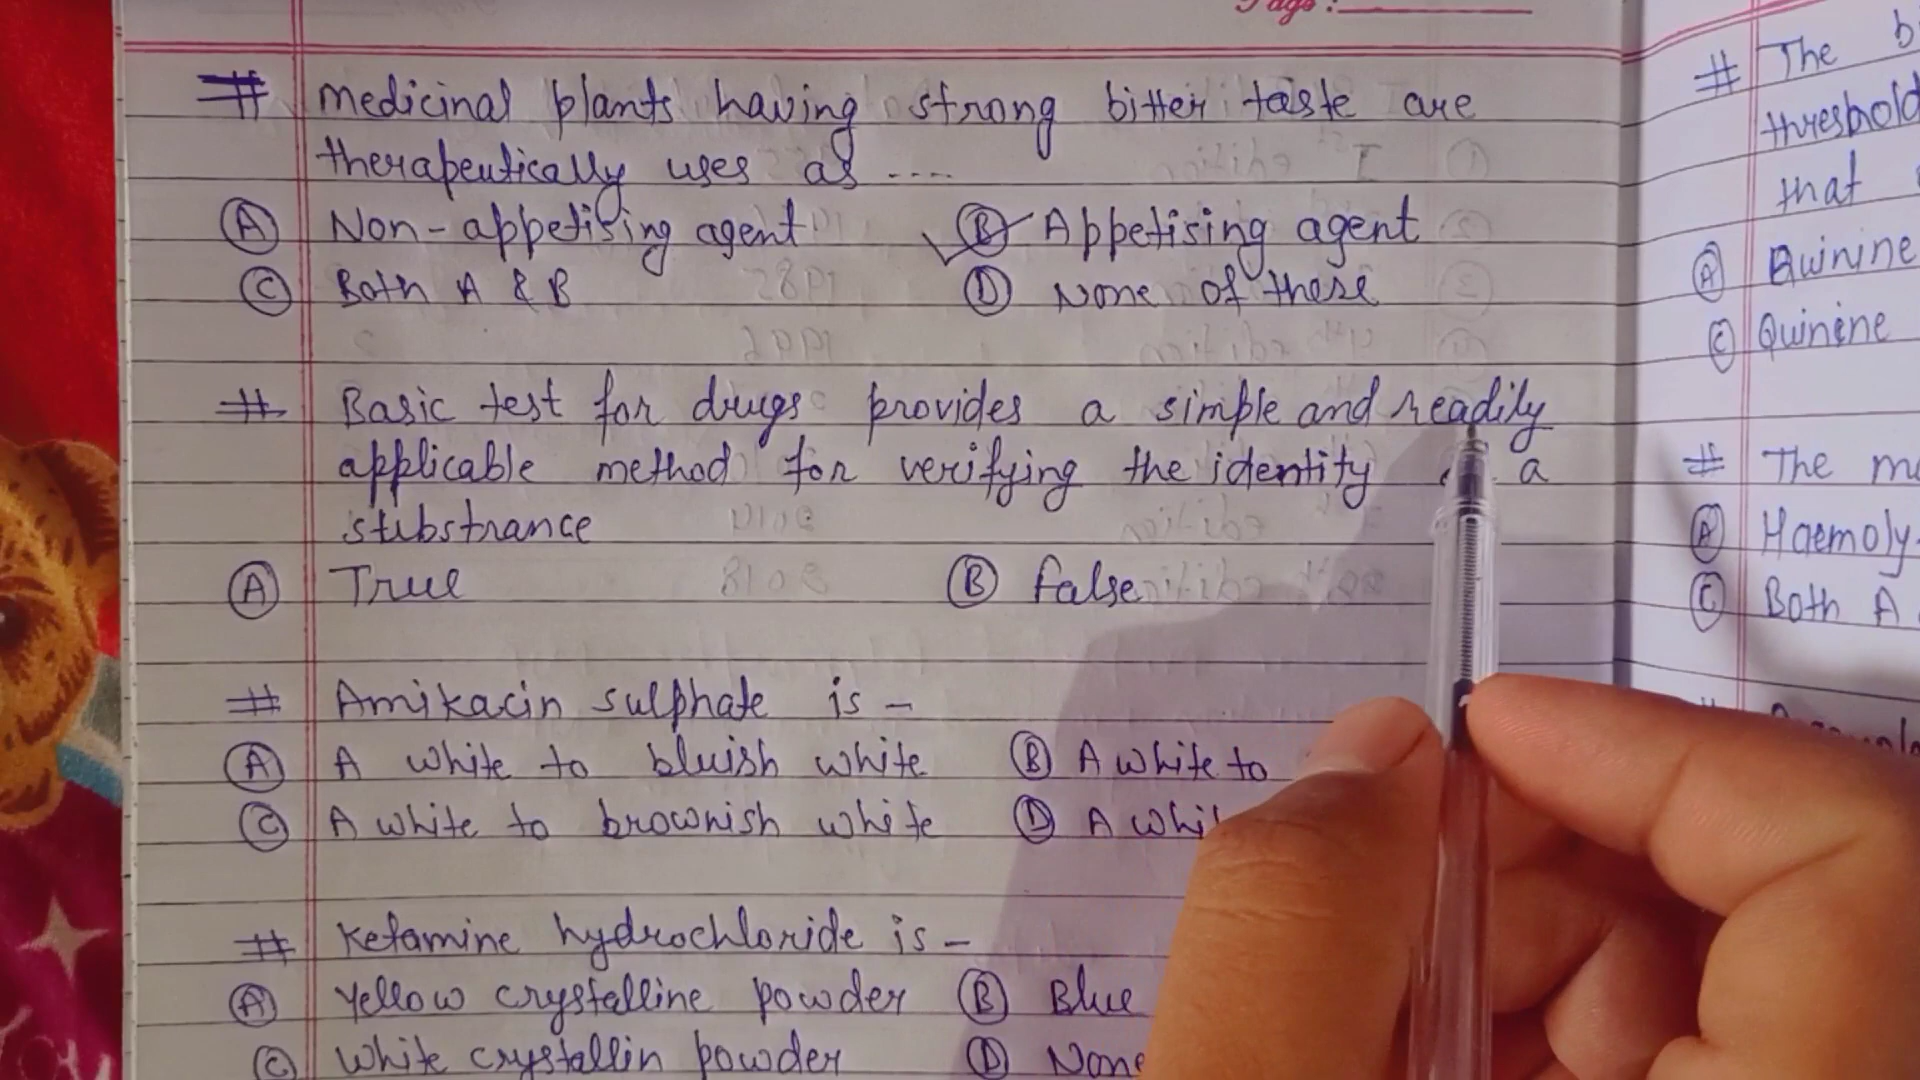 Page:
# medicinal plants having strong bitter taste are
therapeutically uses as ----
(A) Non-appetising agent (B) Appetising agent
(C) Both A & B (D) None of these
# Basic test for drugs provides a simple and readily
applicable method for verifying the identity a
substrance
(A) True (B) false
# Amikacin sulphate is -
(A) A white to bluish white (B) A white to
(C) A white to brownish white (D) A whit
# Ketamine hydrochloride is -
(A) Yellow crystalline powder (B) Blue
(C) White crystallin powder (D) None
# The b
threshold
that
(A) Quinine
(C) Quinine
# The m
(A) Haemoly-
(C) Both A